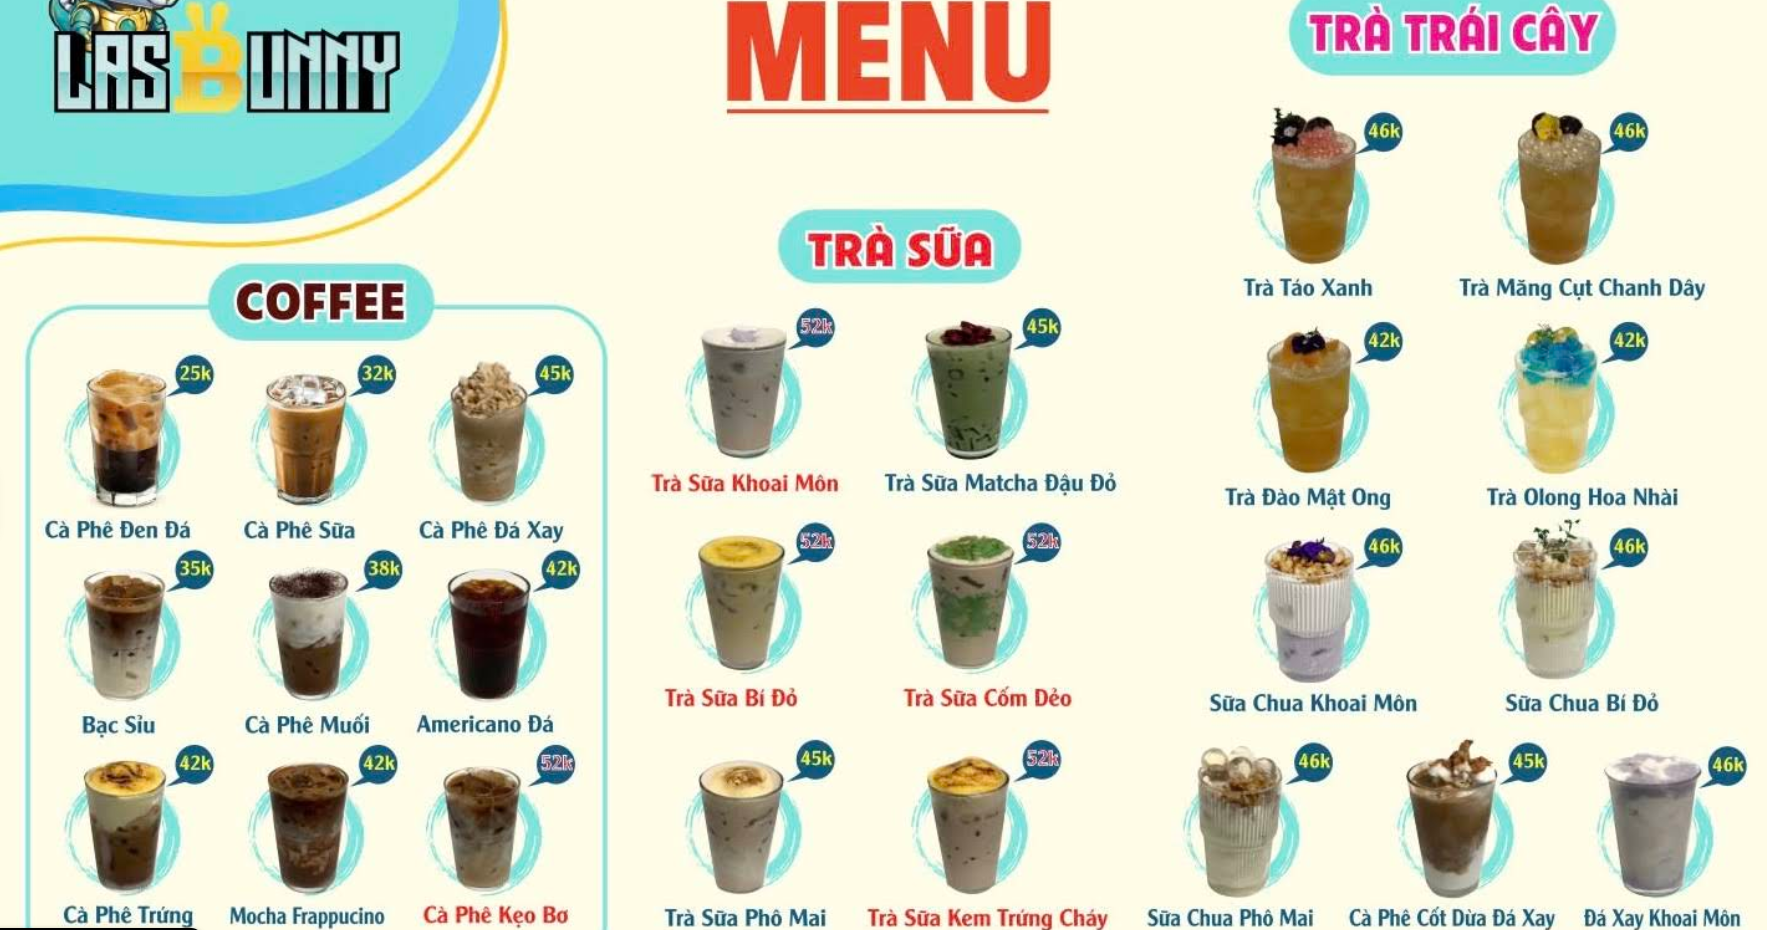 LAS BUNNY
MENU
COFFEE
25k
32k
45k
Cà Phê Đen Đá
Cà Phê Sữa
Cà Phê Đá Xay
35k
38k
42k
Bạc Sỉu
Cà Phê Muối
Americano Đá
42k
42k
52k
Cà Phê Trứng
Mocha Frappucino
Cà Phê Kẹo Bơ
TRÀ SỮA
52k
45k
Trà Sữa Khoai Môn
Trà Sữa Matcha Đậu Đỏ
52k
52k
Trà Sữa Bí Đỏ
Trà Sữa Cốm Dẻo
45k
52k
Trà Sữa Phô Mai
Trà Sữa Kem Trứng Cháy
TRÀ TRÁI CÂY
46k
46k
Trà Táo Xanh
Trà Măng Cụt Chanh Dây
42k
42k
Trà Đào Mật Ong
Trà Olong Hoa Nhài
46k
46k
Sữa Chua Khoai Môn
Sữa Chua Bí Đỏ
46k
45k
46k
Sữa Chua Phô Mai
Cà Phê Cốt Dừa Đá Xay
Đá Xay Khoai Môn